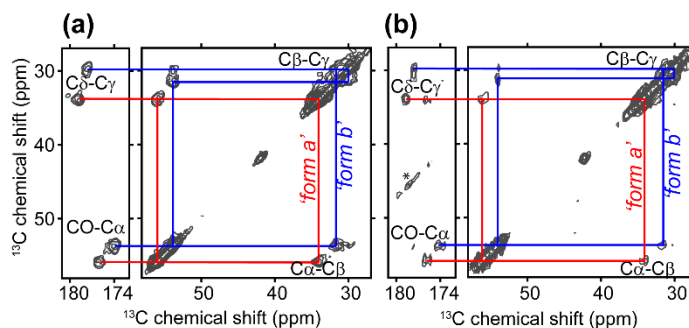 (a)
(b)
13C chemical shift (ppm)
30
40
50
Cδ-Cγ
CO-Cα
Cβ-Cγ
'form a'
'form b'
Cα-Cβ
180 174
50 40 30
13C chemical shift (ppm)
13C chemical shift (ppm)
30
40
50
Cδ-Cγ
*
CO-Cα
Cβ-Cγ
'form a'
'form b'
Cα-Cβ
180 174
50 40 30
13C chemical shift (ppm)